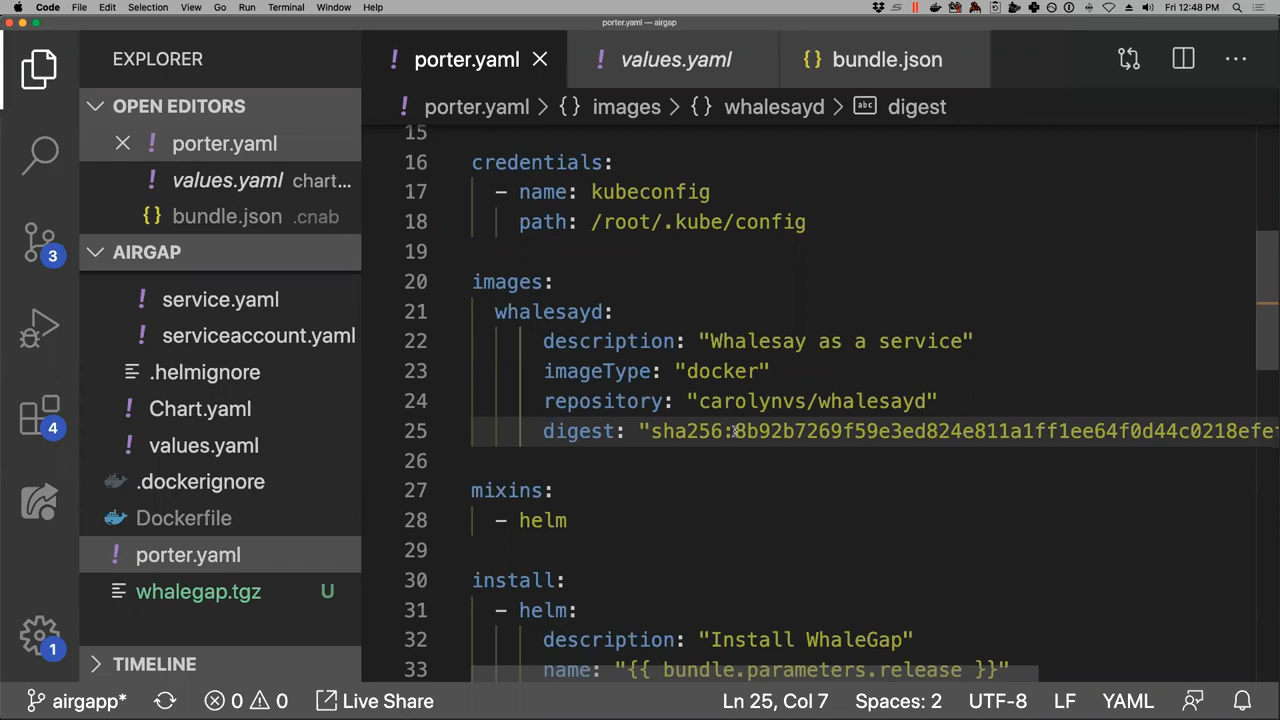 Code File Edit Selection View Go Run Terminal Window Help Fri 12:48 PM
porter.yaml — airgap
EXPLORER
OPEN EDITORS
porter.yaml
values.yaml chart...
bundle.json .cnab
AIRGAP
service.yaml
serviceaccount.yaml
.helmignore
Chart.yaml
values.yaml
.dockerignore
Dockerfile
porter.yaml
whalegap.tgz U
TIMELINE
3
4
1
porter.yaml values.yaml bundle.json
porter.yaml > {} images > {} whalesayd > abc digest
15
16 credentials:
17 - name: kubeconfig
18 path: /root/.kube/config
19
20 images:
21 whalesayd:
22 description: "Whalesay as a service"
23 imageType: "docker"
24 repository: "carolynvs/whalesayd"
25 digest: "sha256:8b92b7269f59e3ed824e811a1ff1ee64f0d44c0218efe
26
27 mixins:
28 - helm
29
30 install:
31 - helm:
32 description: "Install WhaleGap"
33 name: "{{ bundle.parameters.release }}"
airgapp* 0 0 Live Share Ln 25, Col 7 Spaces: 2 UTF-8 LF YAML